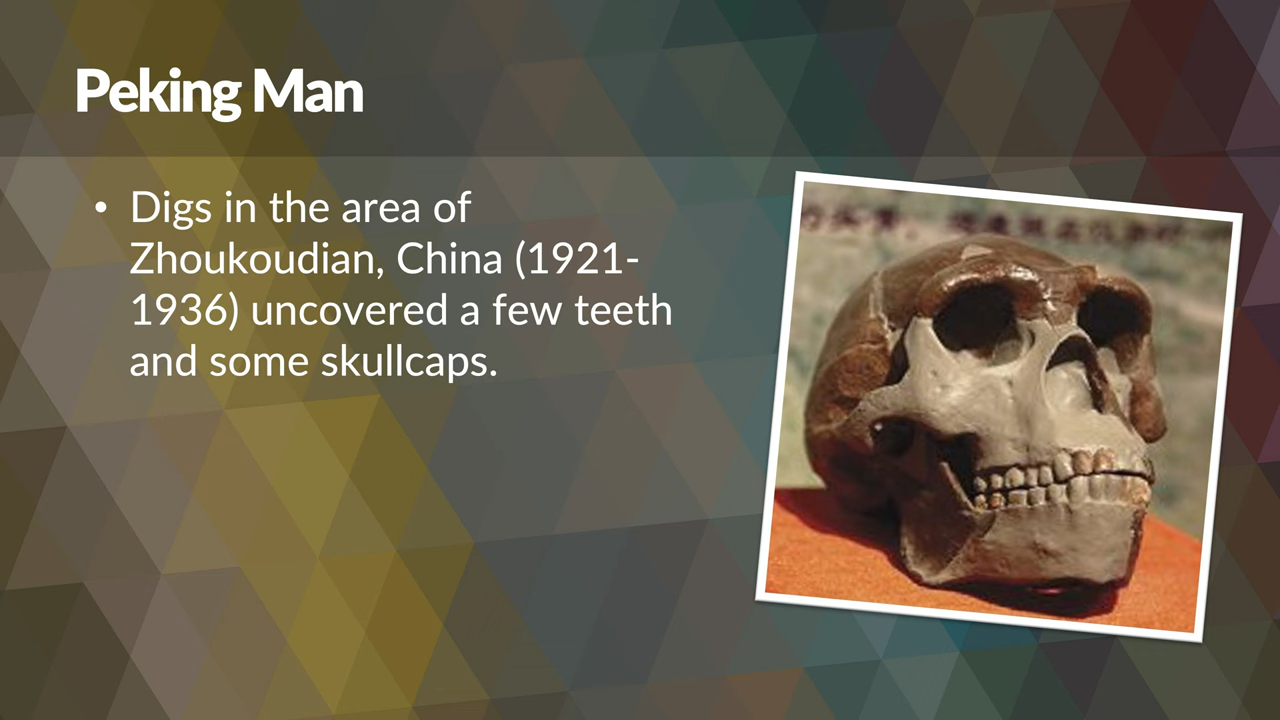 Peking Man
• Digs in the area of
Zhoukoudian, China (1921-
1936) uncovered a few teeth
and some skullcaps.